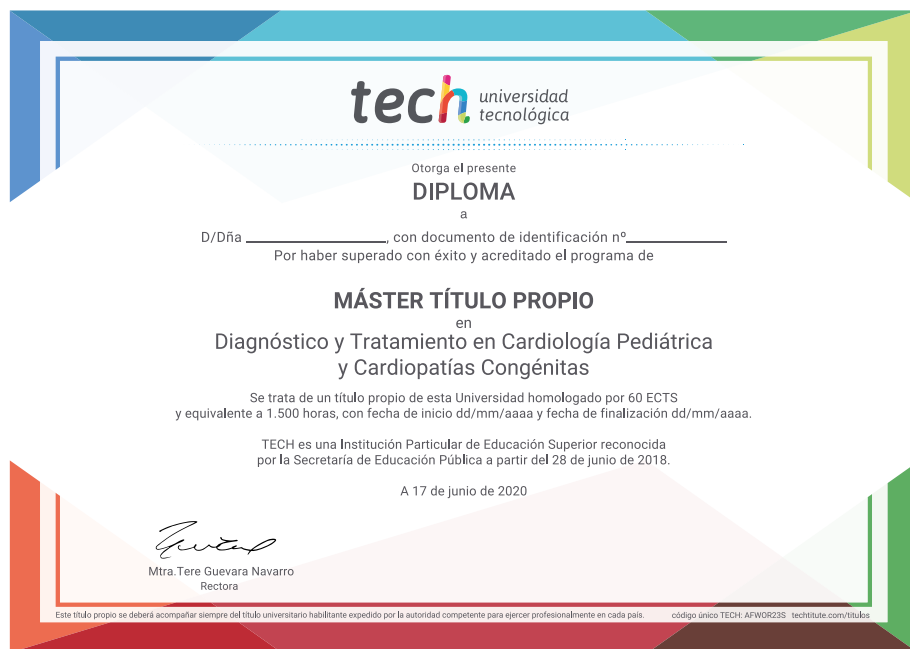 tech universidad
tecnológica
Otorga el presente
DIPLOMA
a
D/Dña ________________, con documento de identificación nº____________
Por haber superado con éxito y acreditado el programa de
MÁSTER TÍTULO PROPIO
en
Diagnóstico y Tratamiento en Cardiología Pediátrica
y Cardiopatías Congénitas
Se trata de un título propio de esta Universidad homologado por 60 ECTS
y equivalente a 1.500 horas, con fecha de inicio dd/mm/aaaa y fecha de finalización dd/mm/aaaa.
TECH es una Institución Particular de Educación Superior reconocida
por la Secretaría de Educación Pública a partir del 28 de junio de 2018.
A 17 de junio de 2020
Mtra.Tere Guevara Navarro
Rectora
Este título propio se deberá acompañar siempre del título universitario habilitante expedido por la autoridad competente para ejercer profesionalmente en cada país. código único TECH: AFWOR23S techtitute.com/titulos